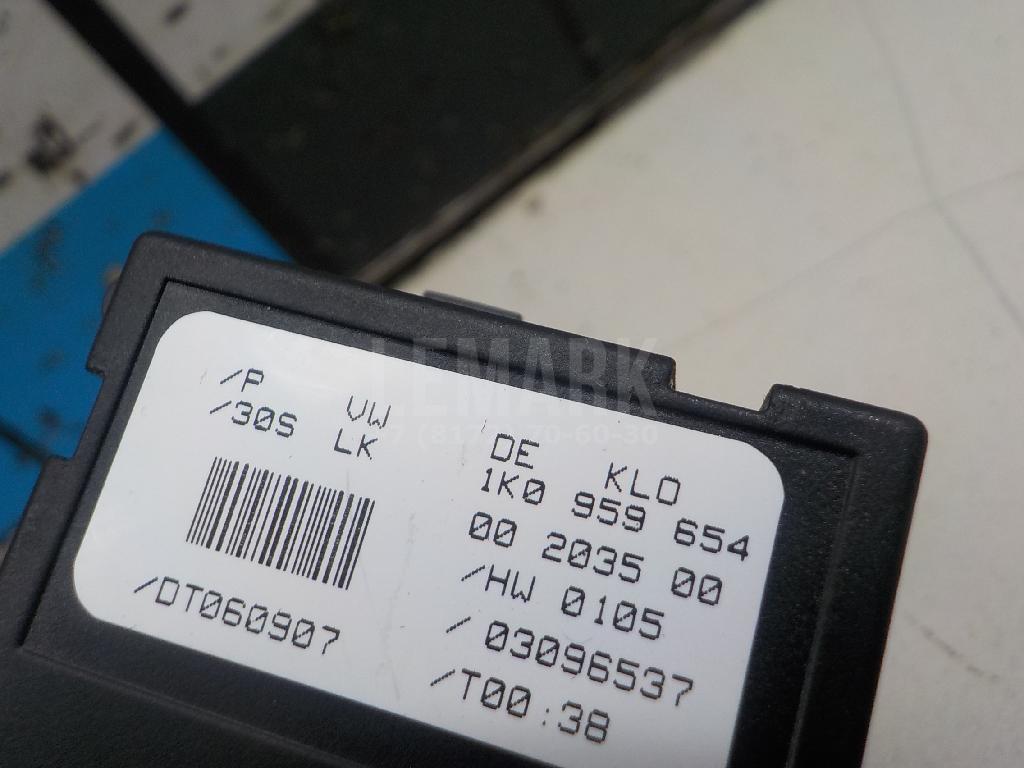 LEMARK
/P VW DE KLO
/30S LK 1K0 959 654
00 2035 00
/HW 0105
/ 03096537
/DT060907 /T00:38